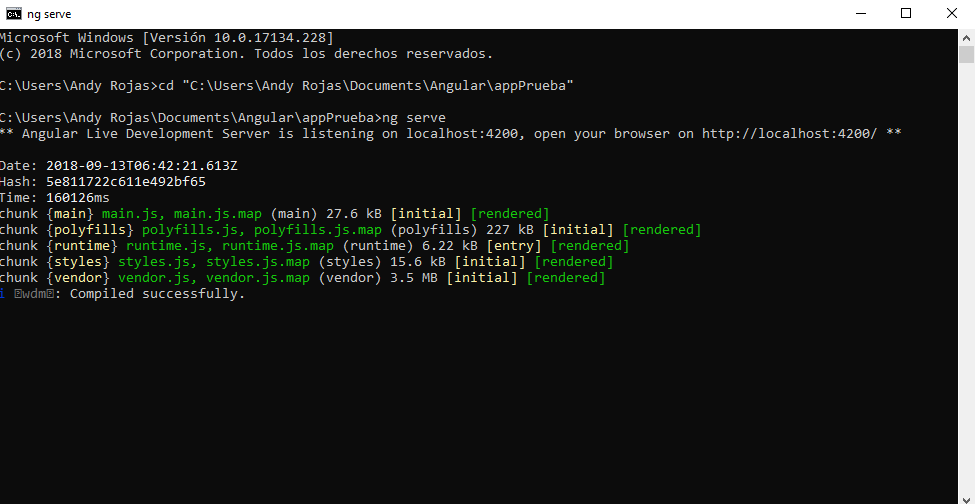 ng serve
Microsoft Windows [Versión 10.0.17134.228]
(c) 2018 Microsoft Corporation. Todos los derechos reservados.
C:\Users\Andy Rojas>cd "C:\Users\Andy Rojas\Documents\Angular\appPrueba"
C:\Users\Andy Rojas\Documents\Angular\appPrueba>ng serve
** Angular Live Development Server is listening on localhost:4200, open your browser on http://localhost:4200/ **
Date: 2018-09-13T06:42:21.613Z
Hash: 5e811722c611e492bf65
Time: 160126ms
chunk {main} main.js, main.js.map (main) 27.6 kB [initial] [rendered]
chunk {polyfills} polyfills.js, polyfills.js.map (polyfills) 227 kB [initial] [rendered]
chunk {runtime} runtime.js, runtime.js.map (runtime) 6.22 kB [entry] [rendered]
chunk {styles} styles.js, styles.js.map (styles) 15.6 kB [initial] [rendered]
chunk {vendor} vendor.js, vendor.js.map (vendor) 3.5 MB [initial] [rendered]
i wdm: Compiled successfully.